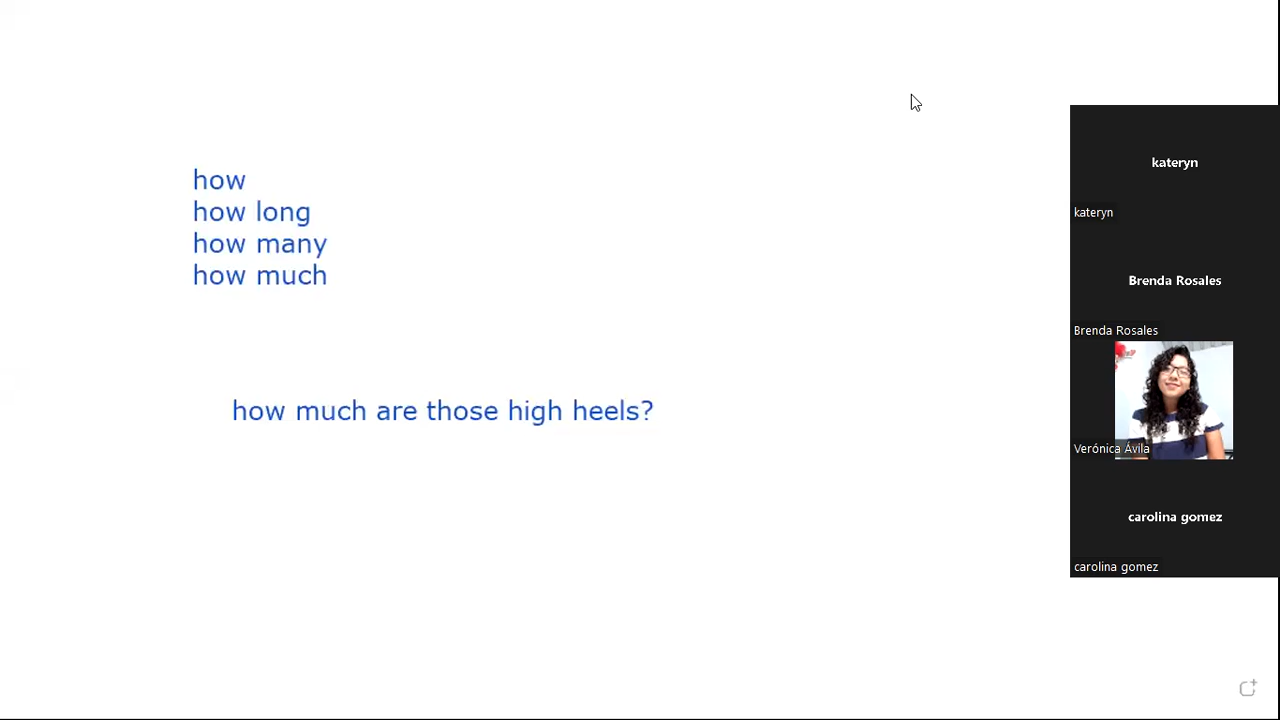 how
how long
how many
how much
how much are those high heels?
kateryn
kateryn
Brenda Rosales
Brenda Rosales
Verónica Ávila
carolina gomez
carolina gomez